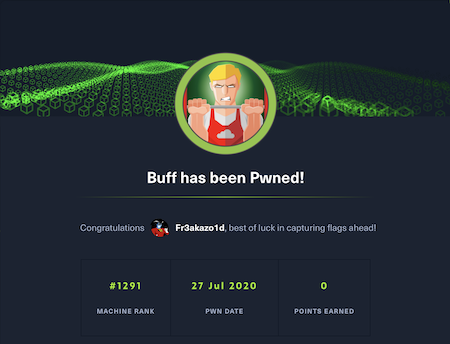 Buff has been Pwned!
Congratulations Fr3akazo1d, best of luck in capturing flags ahead!
#1291 27 Jul 2020 0
MACHINE RANK PWN DATE POINTS EARNED